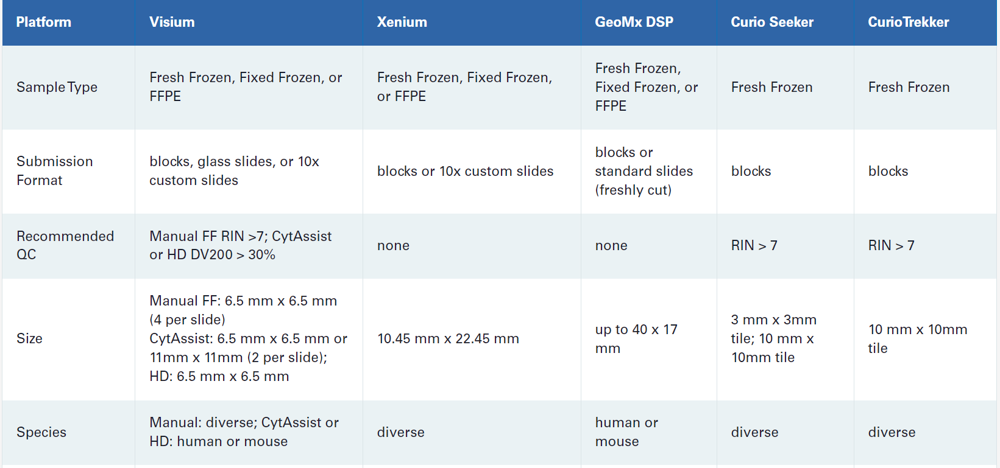 Platform
Visium
Xenium
GeoMx DSP
Curio Seeker
Curio Trekker
Sample Type
Fresh Frozen, Fixed Frozen, or
FFPE
Fresh Frozen, Fixed Frozen,
or FFPE
Fresh Frozen,
Fixed Frozen, or
FFPE
Fresh Frozen
Fresh Frozen
Submission
Format
blocks, glass slides, or 10x
custom slides
blocks or 10x custom slides
blocks or
standard slides
(freshly cut)
blocks
blocks
Recommended
QC
Manual FF RIN >7; CytAssist
or HD DV200 > 30%
none
none
RIN > 7
RIN > 7
Size
Manual FF: 6.5 mm x 6.5 mm
(4 per slide)
CytAssist: 6.5 mm x 6.5 mm or
11mm x 11mm (2 per slide);
HD: 6.5 mm x 6.5 mm
10.45 mm x 22.45 mm
up to 40 x 17
mm
3 mm x 3mm
tile; 10 mm x
10mm tile
10 mm x 10mm
tile
Species
Manual: diverse; CytAssist or
HD: human or mouse
diverse
human or
mouse
diverse
diverse